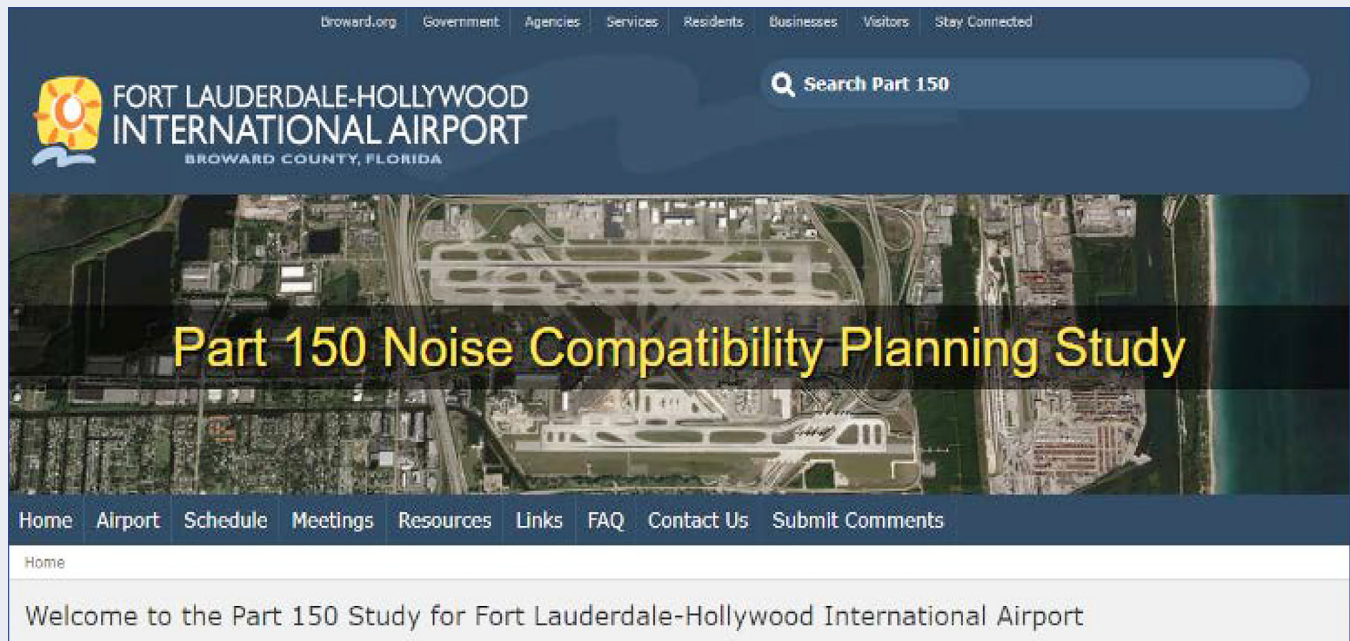 Broward.org Government Agencies Services Residents Businesses Visitors Stay Connected
FORT LAUDERDALE-HOLLYWOOD
INTERNATIONAL AIRPORT
BROWARD COUNTY, FLORIDA
Search Part 150
Part 150 Noise Compatibility Planning Study
Home Airport Schedule Meetings Resources Links FAQ Contact Us Submit Comments
Home
Welcome to the Part 150 Study for Fort Lauderdale-Hollywood International Airport